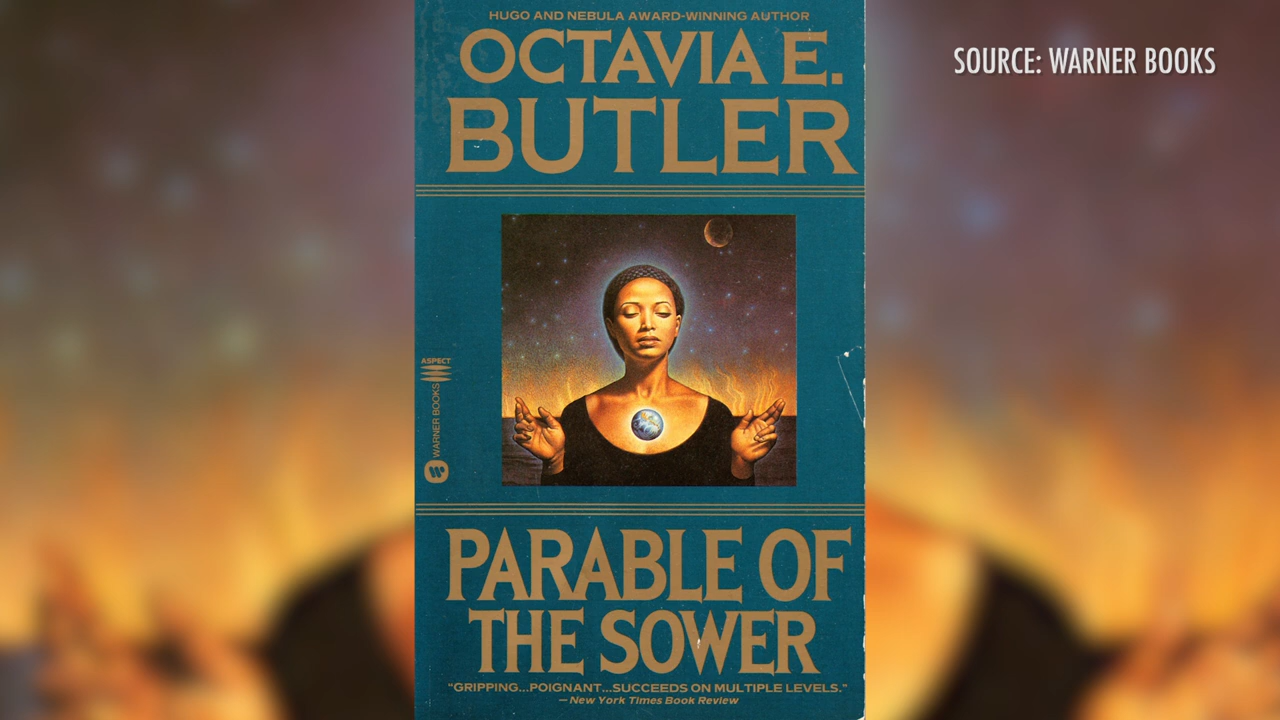 HUGO AND NEBULA AWARD-WINNING AUTHOR
OCTAVIA E.
BUTLER
SOURCE: WARNER BOOKS
ASPECT
WARNER BOOKS
PARABLE OF
THE SOWER
"GRIPPING...POIGNANT...SUCCEEDS ON MULTIPLE LEVELS."
—New York Times Book Review